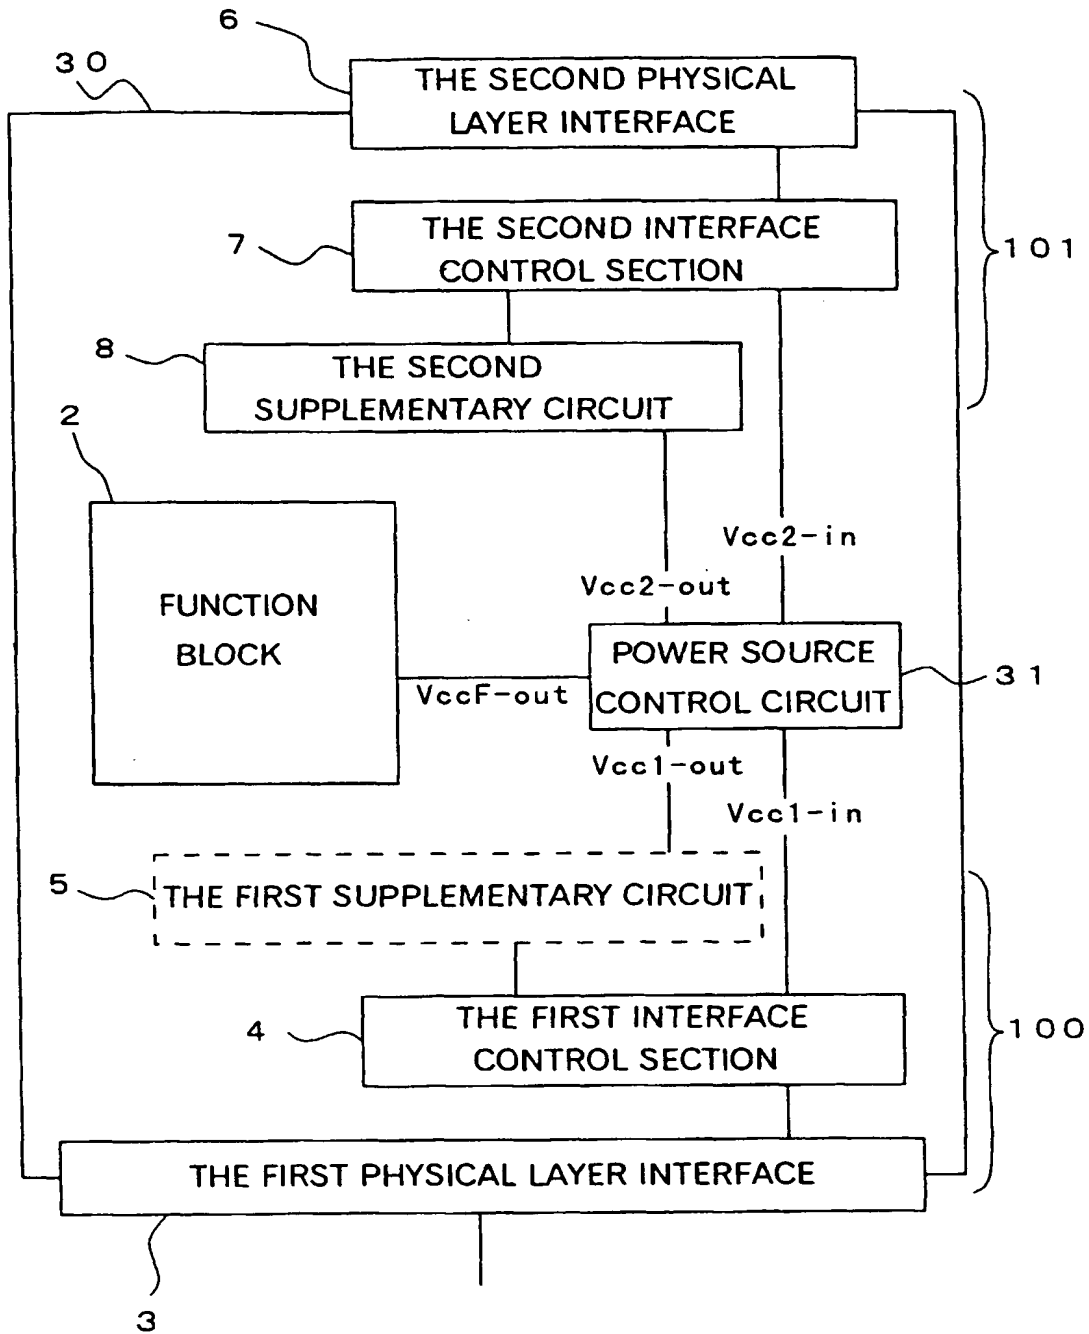 6
30
THE SECOND PHYSICAL
LAYER INTERFACE
7
THE SECOND INTERFACE
CONTROL SECTION
101
8
THE SECOND
SUPPLEMENTARY CIRCUIT
2
Vcc2-in
Vcc2-out
FUNCTION
BLOCK
POWER SOURCE
CONTROL CIRCUIT
31
VccF-out
Vcc1-out
Vcc1-in
5
THE FIRST SUPPLEMENTARY CIRCUIT
4
THE FIRST INTERFACE
CONTROL SECTION
100
THE FIRST PHYSICAL LAYER INTERFACE
3